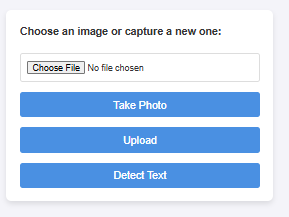 Choose an image or capture a new one:
Choose File No file chosen
Take Photo
Upload
Detect Text